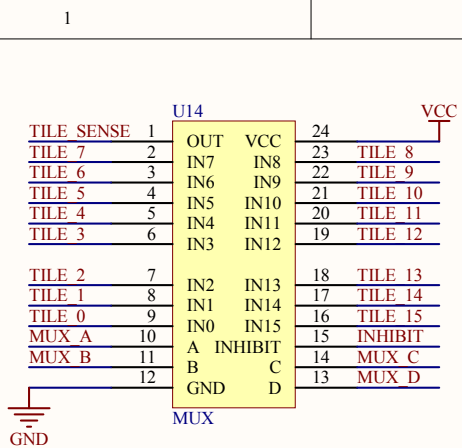 1
U14
VCC
TILE_SENSE 1 OUT VCC 24
TILE_7 2 IN7 IN8 23 TILE_8
TILE_6 3 IN6 IN9 22 TILE_9
TILE_5 4 IN5 IN10 21 TILE_10
TILE_4 5 IN4 IN11 20 TILE_11
TILE_3 6 IN3 IN12 19 TILE_12
TILE_2 7 IN2 IN13 18 TILE_13
TILE_1 8 IN1 IN14 17 TILE_14
TILE_0 9 IN0 IN15 16 TILE_15
MUX_A 10 A INHIBIT 15 INHIBIT
MUX_B 11 B C 14 MUX_C
12 GND D 13 MUX_D
MUX
GND